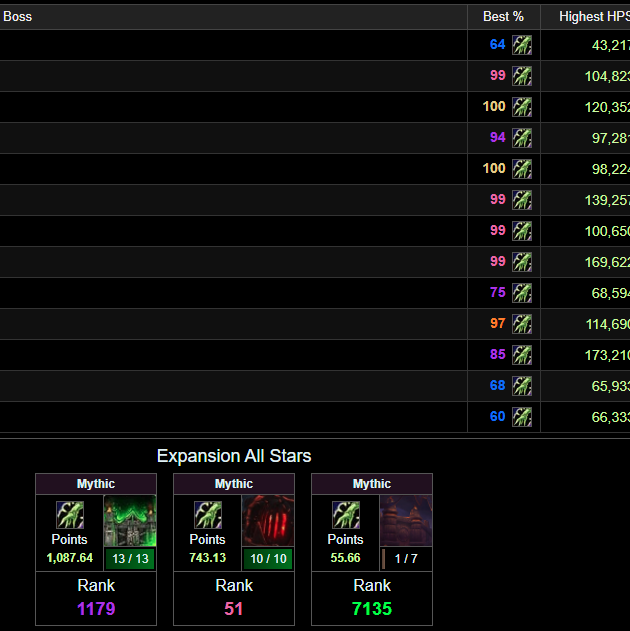 Boss Best % Highest HPS
64 43,217
99 104,823
100 120,352
94 97,281
100 98,224
99 139,257
99 100,650
99 169,622
75 68,594
97 114,690
85 173,210
68 65,933
60 66,333
Expansion All Stars
Mythic Mythic Mythic
Points Points Points
1,087.64 13 / 13 743.13 10 / 10 55.66 1 / 7
Rank Rank Rank
1179 51 7135